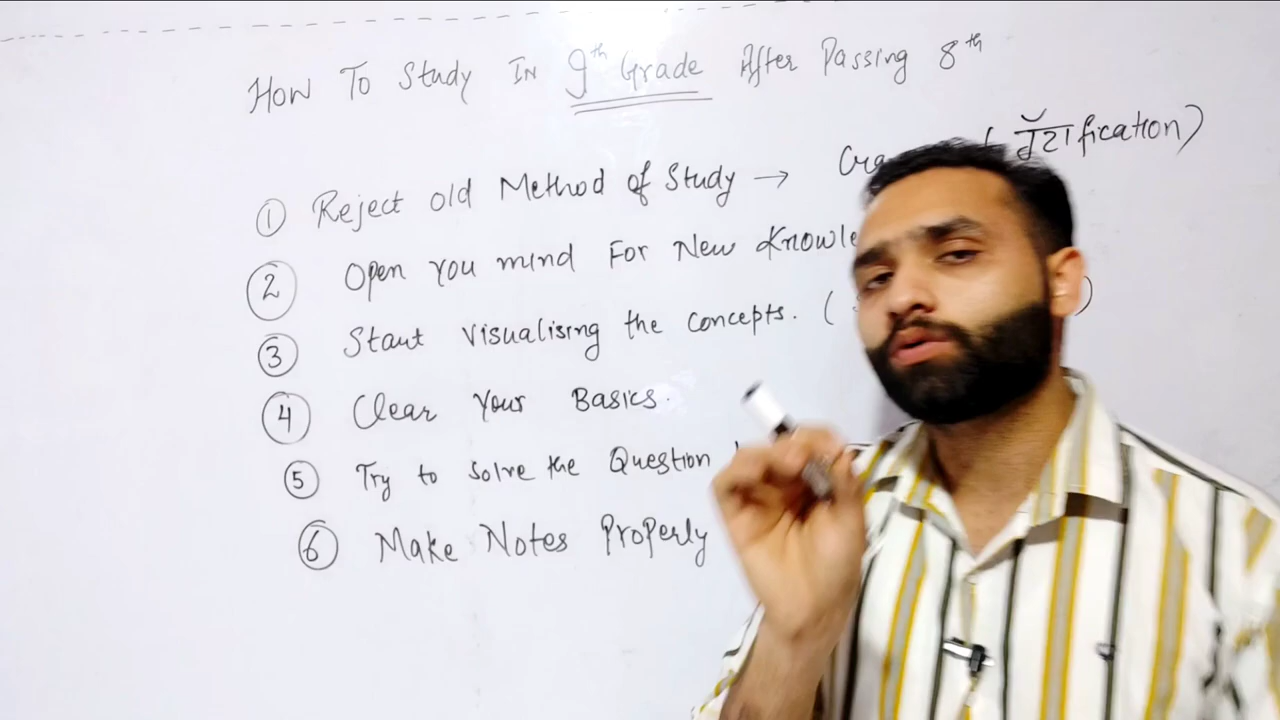 How To Study In 9th Grade After Passing 8th
① Reject old Method of Study → ification)
② Open you mind For New
③ Start Visualising the concepts. ( )
④ Clear Your Basics.
⑤ Try to solve the Question
⑥ Make Notes Properly